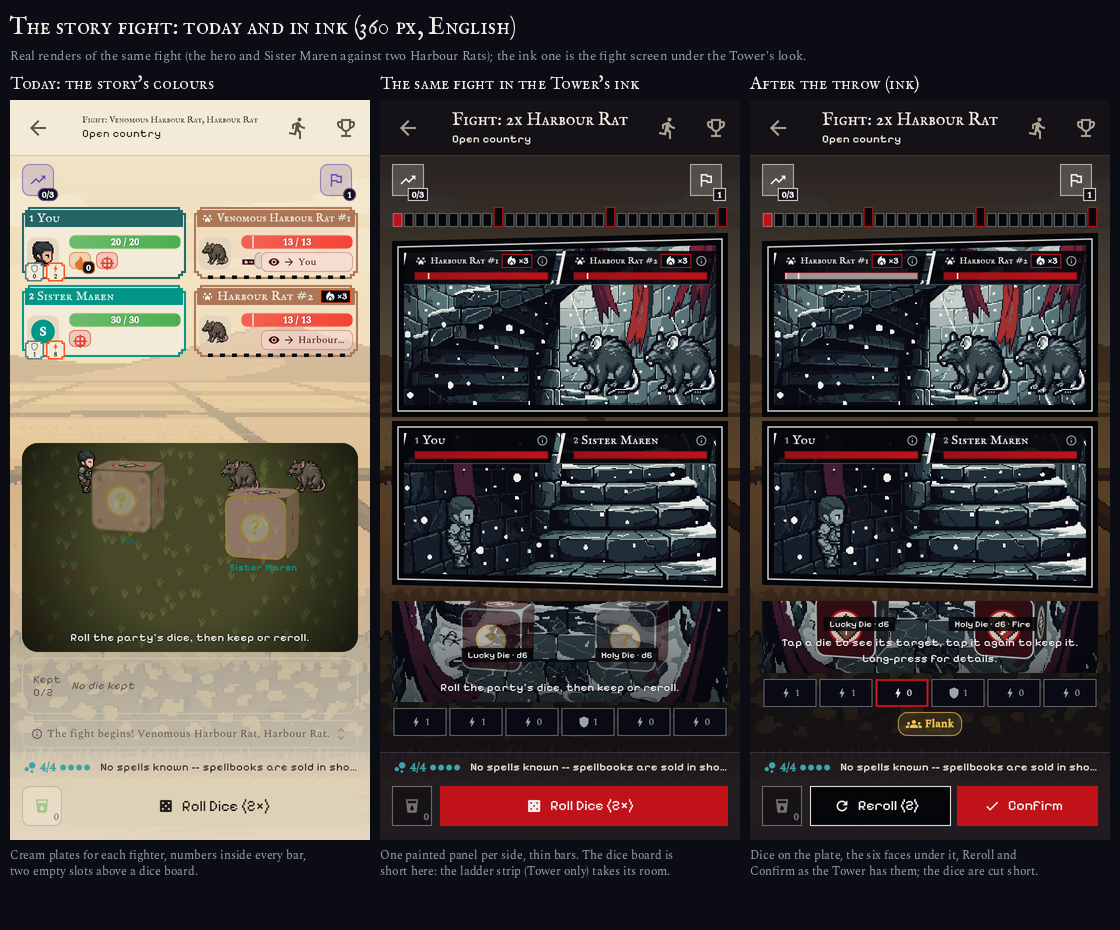 The story fight: today and in ink (360 px, English)
Real renders of the same fight (the hero and Sister Maren against two Harbour Rats); the ink one is the fight screen under the Tower's look.
Today: the story's colours
Fight: Venomous Harbour Rat, Harbour Rat
Open country
0/3
1
1 You
20 / 20
0
0
2
Venomous Harbour Rat #1
13 / 13
→ You
2 Sister Maren
30 / 30
S
1
8
Harbour Rat #2
×3
13 / 13
→ Harbour...
?
?
Sister Maren
Roll the party's dice, then keep or reroll.
Kept
0/2
No die kept
The fight begins! Venomous Harbour Rat, Harbour Rat.
4/4
No spells known -- spellbooks are sold in sho...
0
Roll Dice (2×)
Cream plates for each fighter, numbers inside every bar,
two empty slots above a dice board.
The same fight in the Tower's ink
Fight: 2x Harbour Rat
Open country
0/3
1
Harbour Rat #1
×3
Harbour Rat #2
×3
1 You
2 Sister Maren
Lucky Die · d6
Holy Die · d6
Roll the party's dice, then keep or reroll.
1
1
0
1
0
0
4/4
No spells known -- spellbooks are sold in sho...
0
Roll Dice (2×)
One painted panel per side, thin bars. The dice board is
short here: the ladder strip (Tower only) takes its room.
After the throw (ink)
Fight: 2x Harbour Rat
Open country
0/3
1
Harbour Rat #1
×3
Harbour Rat #2
×3
1 You
2 Sister Maren
Lucky Die · d6
Holy Die · d6 · Fire
Tap a die to see its target, tap it again to keep it.
Long-press for details.
1
1
0
1
0
0
Flank
4/4
No spells known -- spellbooks are sold in sho...
0
Reroll (2)
Confirm
Dice on the plate, the six faces under it, Reroll and
Confirm as the Tower has them; the dice are cut short.